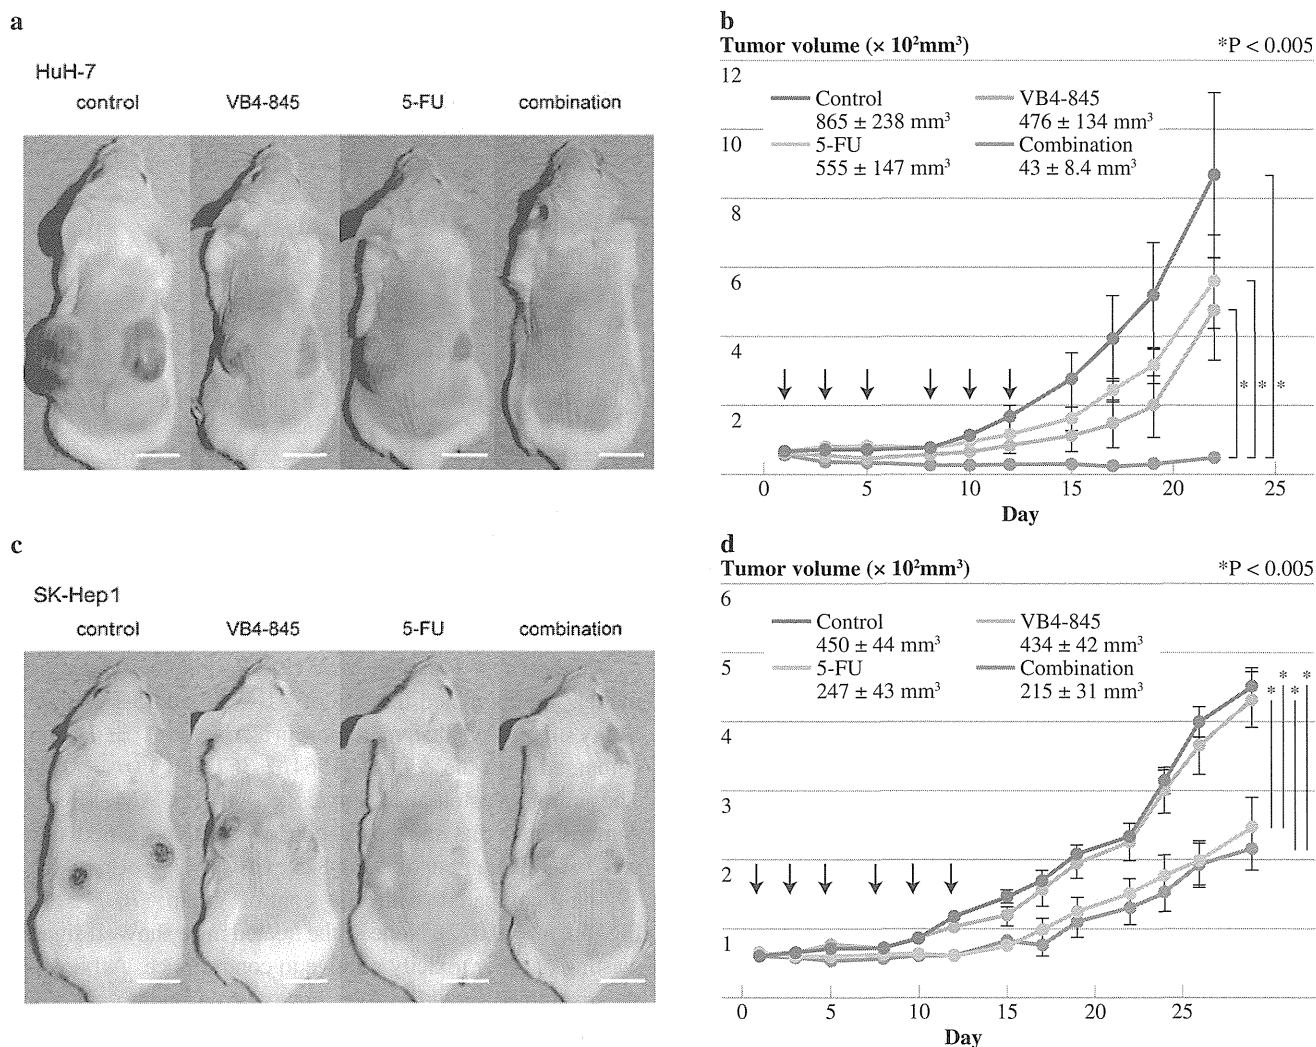 a
HuH-7
control VB4-845 5-FU combination
b
Tumor volume (× 10²mm³) *P < 0.005
12
Control VB4-845
865 ± 238 mm³ 476 ± 134 mm³
10
5-FU Combination
555 ± 147 mm³ 43 ± 8.4 mm³
8
6
4
* * *
2
0 5 10 15 20 25
Day
c
SK-Hep1
control VB4-845 5-FU combination
d
Tumor volume (× 10²mm³) *P < 0.005
6
Control VB4-845
450 ± 44 mm³ 434 ± 42 mm³
5
5-FU Combination
247 ± 43 mm³ 215 ± 31 mm³
* * * *
4
3
2
1
0 5 10 15 20 25
Day